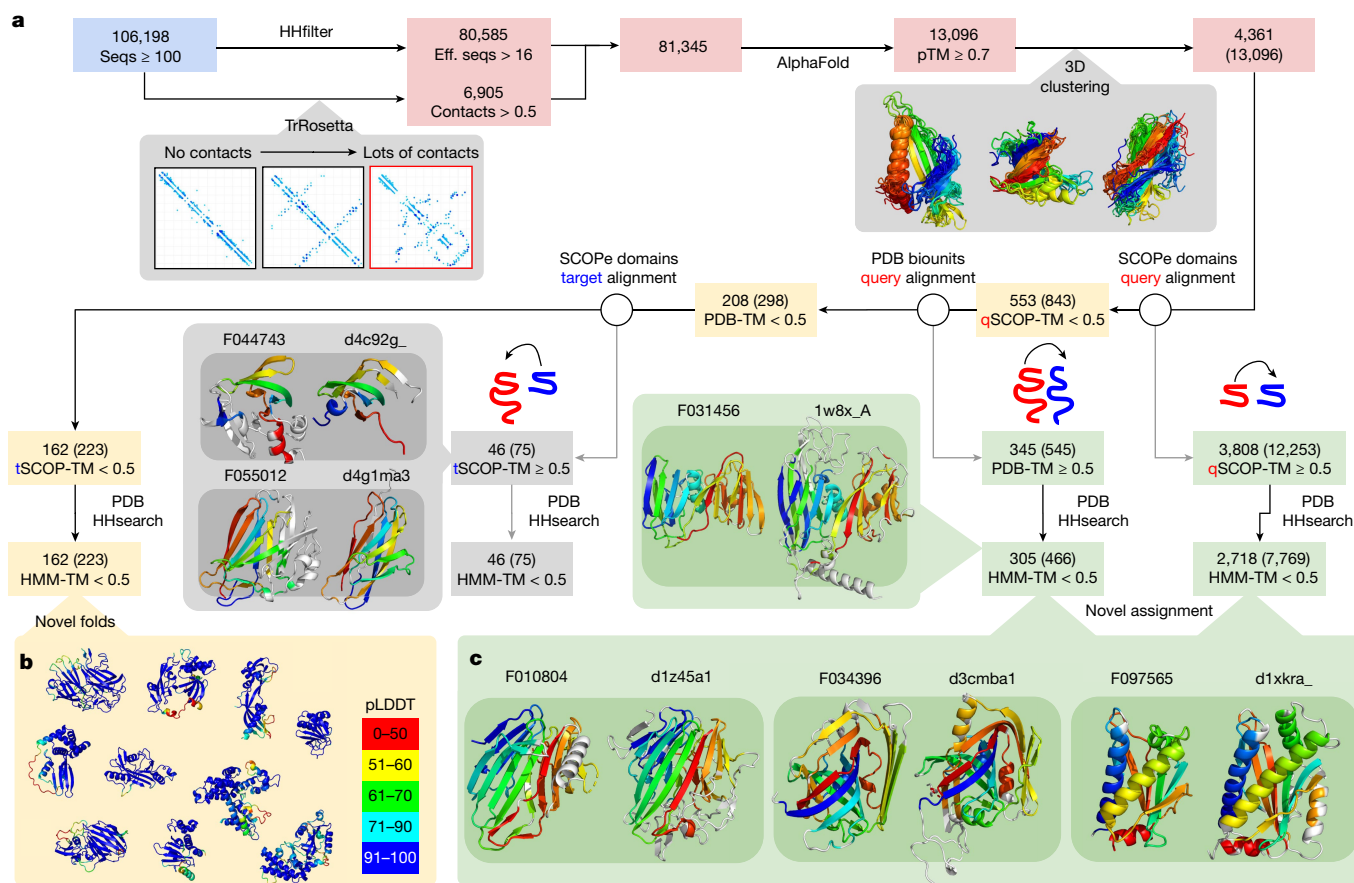 a
106,198
Seqs ≥ 100
HHfilter
80,585
Eff. seqs > 16
6,905
Contacts > 0.5
81,345
AlphaFold
13,096
pTM ≥ 0.7
3D
clustering
4,361
(13,096)
TrRosetta
No contacts
Lots of contacts
SCOPe domains
target alignment
PDB biounits
query alignment
SCOPe domains
query alignment
208 (298)
PDB-TM < 0.5
553 (843)
qSCOP-TM < 0.5
F044743
d4c92g_
F055012
d4g1ma3
F031456
1w8x_A
162 (223)
tSCOP-TM < 0.5
46 (75)
tSCOP-TM ≥ 0.5
345 (545)
PDB-TM ≥ 0.5
3,808 (12,253)
qSCOP-TM ≥ 0.5
PDB
HHsearch
PDB
HHsearch
PDB
HHsearch
PDB
HHsearch
162 (223)
HMM-TM < 0.5
46 (75)
HMM-TM < 0.5
305 (466)
HMM-TM < 0.5
2,718 (7,769)
HMM-TM < 0.5
Novel folds
Novel assignment
b
pLDDT
0–50
51–60
61–70
71–90
91–100
c
F010804
d1z45a1
F034396
d3cmba1
F097565
d1xkra_